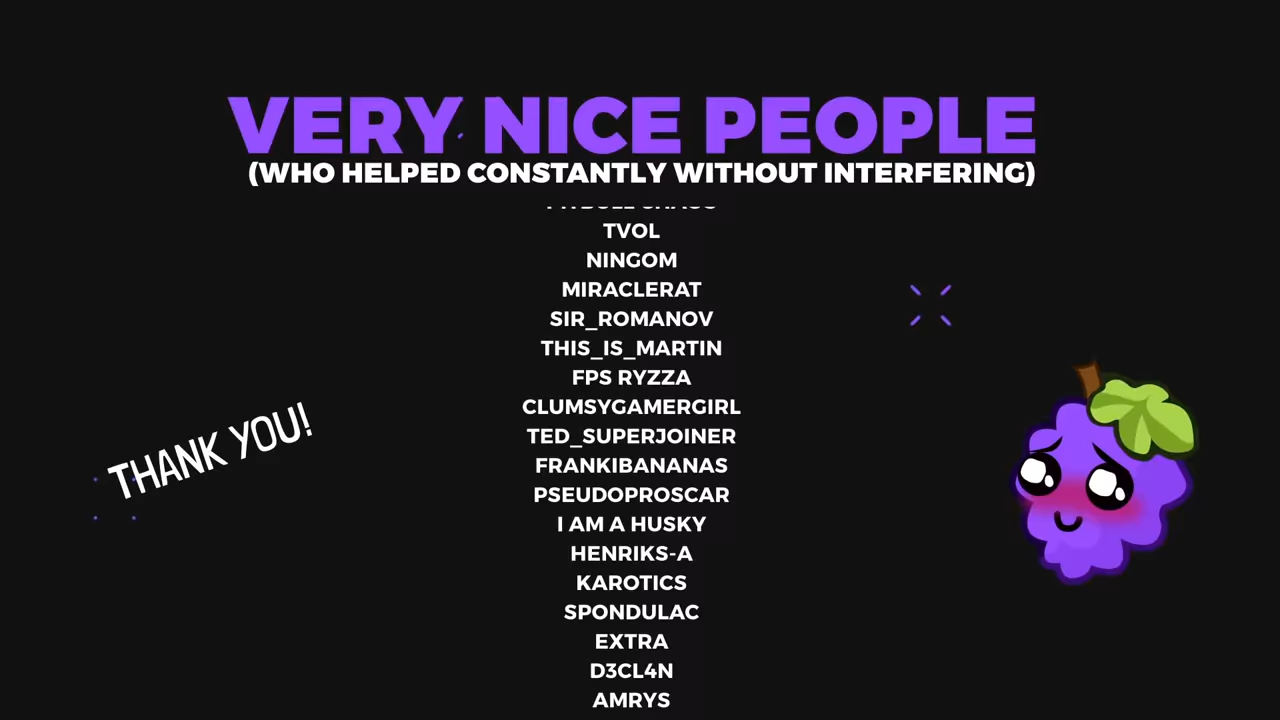 VERY NICE PEOPLE
(WHO HELPED CONSTANTLY WITHOUT INTERFERING)
TVOL
NINGOM
MIRACLERAT
SIR_ROMANOV
THIS_IS_MARTIN
FPS RYZZA
CLUMSYGAMERGIRL
TED_SUPERJOINER
FRANKIBANANAS
PSEUDOPROSCAR
I AM A HUSKY
HENRIKS-A
KAROTICS
SPONDULAC
EXTRA
D3CL4N
AMRYS
THANK YOU!